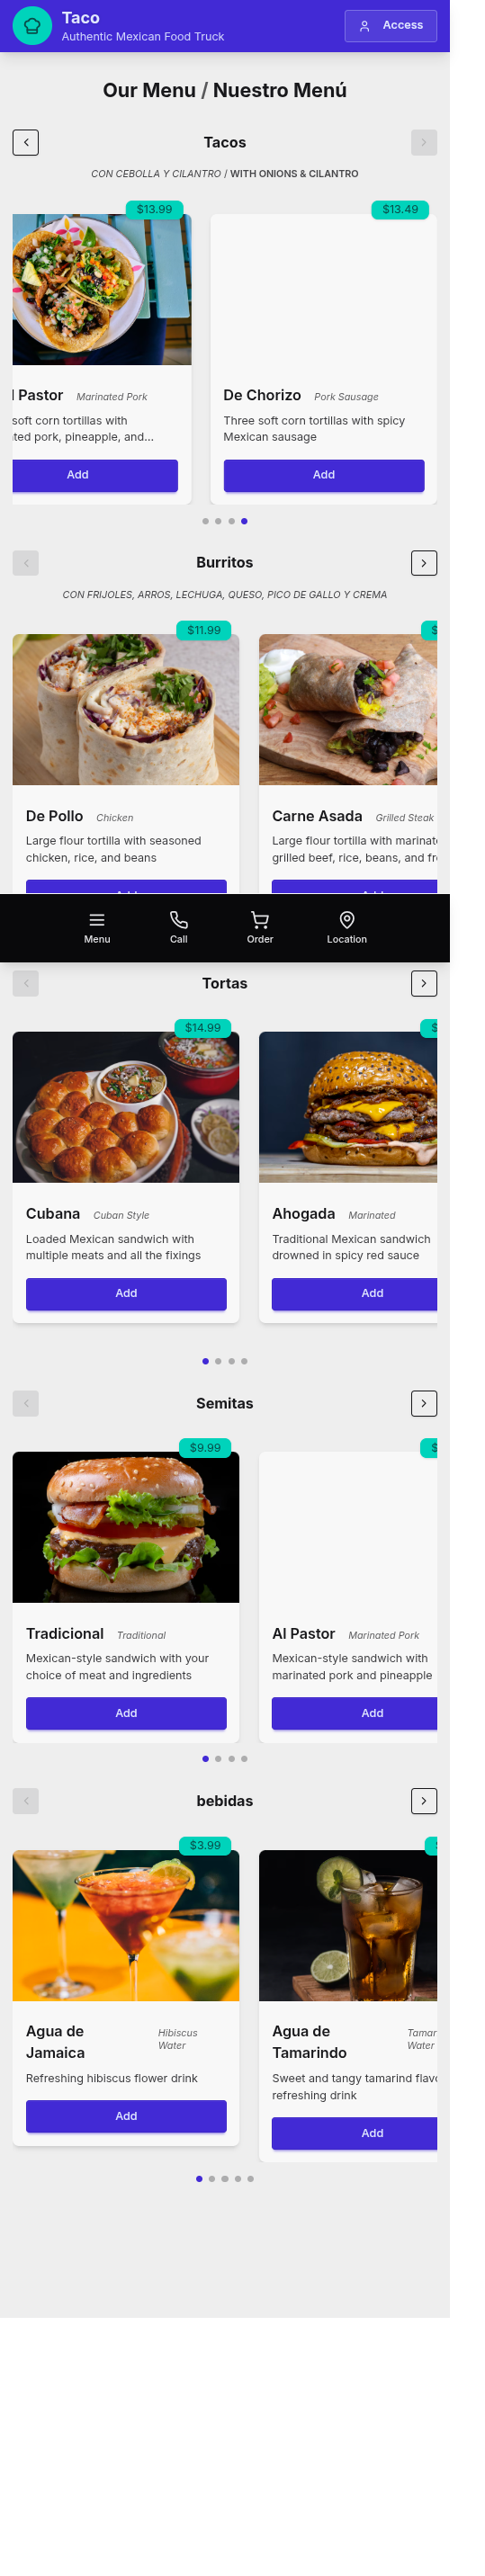 Taco
Authentic Mexican Food Truck
Access
Our Menu / Nuestro Menú
Tacos
CON CEBOLLA Y CILANTRO / WITH ONIONS & CILANTRO
$13.99
$13.49
l Pastor Marinated Pork
soft corn tortillas with
ted pork, pineapple, and...
Add
De Chorizo Pork Sausage
Three soft corn tortillas with spicy
Mexican sausage
Add
Burritos
CON FRIJOLES, ARROS, LECHUGA, QUESO, PICO DE GALLO Y CREMA
$11.99
$
De Pollo Chicken
Large flour tortilla with seasoned
chicken, rice, and beans
Carne Asada Grilled Steak
Large flour tortilla with marinate
grilled beef, rice, beans, and fre
Menu
Call
Order
Location
Tortas
$14.99
$
Cubana Cuban Style
Loaded Mexican sandwich with
multiple meats and all the fixings
Add
Ahogada Marinated
Traditional Mexican sandwich
drowned in spicy red sauce
Add
Semitas
$9.99
$
Tradicional Traditional
Mexican-style sandwich with your
choice of meat and ingredients
Add
Al Pastor Marinated Pork
Mexican-style sandwich with
marinated pork and pineapple
Add
bebidas
$3.99
Agua de
Jamaica
Hibiscus
Water
Refreshing hibiscus flower drink
Add
Agua de
Tamarindo
Tamar
Water
Sweet and tangy tamarind flavo
refreshing drink
Add